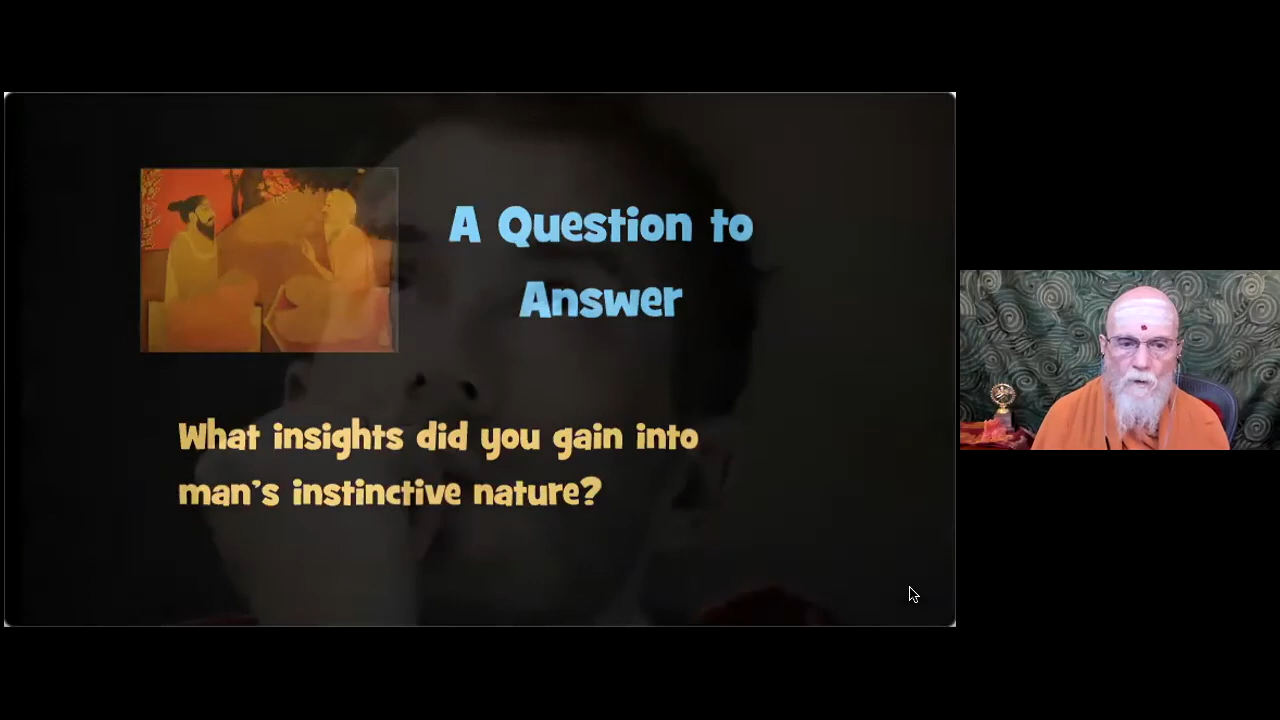 A Question to
Answer
What insights did you gain into
man's instinctive nature?